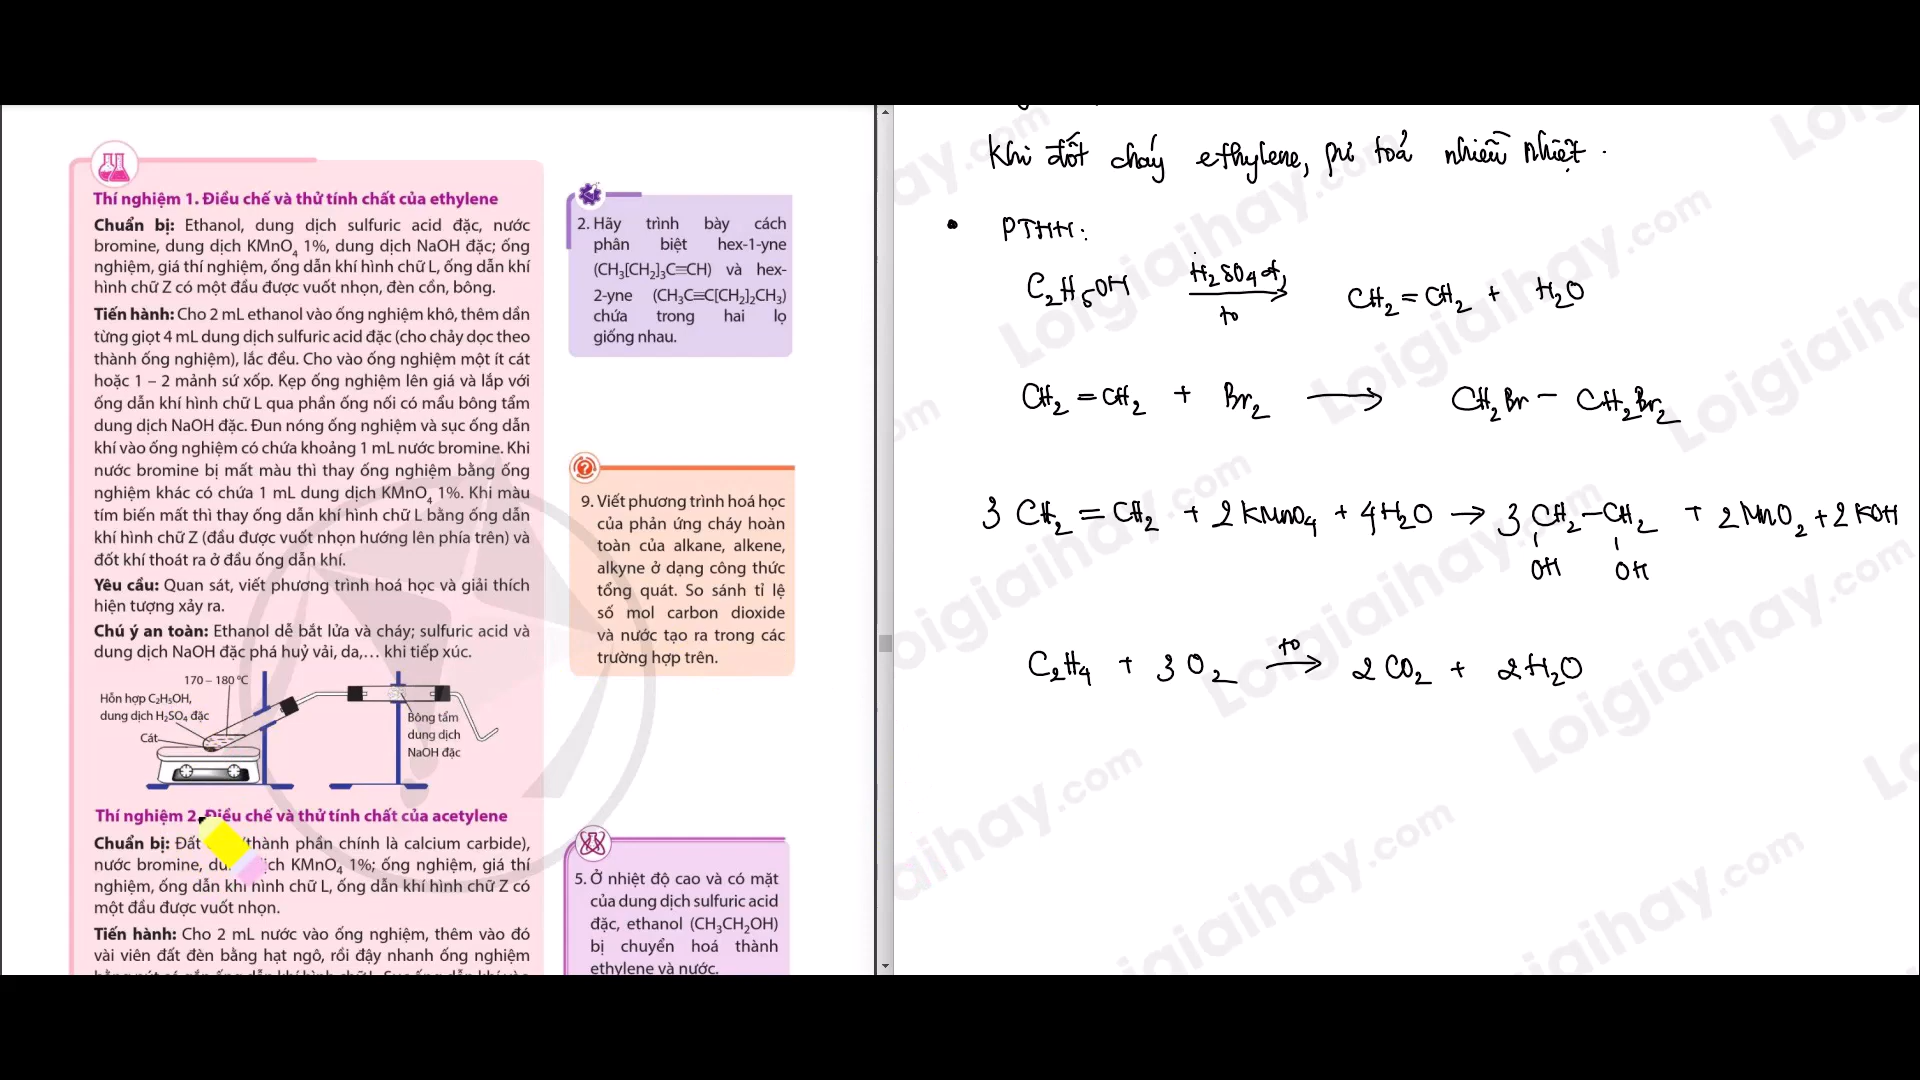 Thí nghiệm 1. Điều chế và thử tính chất của ethylene
Chuẩn bị: Ethanol, dung dịch sulfuric acid đặc, nước
bromine, dung dịch KMnO4 1%, dung dịch NaOH đặc; ống
nghiệm, giá thí nghiệm, ống dẫn khí hình chữ L, ống dẫn khí
hình chữ Z có một đầu được vuốt nhọn, đèn cồn, bông.
Tiến hành: Cho 2 mL ethanol vào ống nghiệm khô, thêm dần
từng giọt 4 mL dung dịch sulfuric acid đặc (cho chảy dọc theo
thành ống nghiệm), lắc đều. Cho vào ống nghiệm một ít cát
hoặc 1 – 2 mảnh sứ xốp. Kẹp ống nghiệm lên giá và lắp với
ống dẫn khí hình chữ L qua phần ống nối có mẩu bông tẩm
dung dịch NaOH đặc. Đun nóng ống nghiệm và sục ống dẫn
khí vào ống nghiệm có chứa khoảng 1 mL nước bromine. Khi
nước bromine bị mất màu thì thay ống nghiệm bằng ống
nghiệm khác có chứa 1 mL dung dịch KMnO4 1%. Khi màu
tím biến mất thì thay ống dẫn khí hình chữ L bằng ống dẫn
khí hình chữ Z (đầu được vuốt nhọn hướng lên phía trên) và
đốt khí thoát ra ở đầu ống dẫn khí.
Yêu cầu: Quan sát, viết phương trình hoá học và giải thích
hiện tượng xảy ra.
Chú ý an toàn: Ethanol dễ bắt lửa và cháy; sulfuric acid và
dung dịch NaOH đặc phá huỷ vải, da,… khi tiếp xúc.
170 – 180 °C
Hỗn hợp C2H5OH,
dung dịch H2SO4 đặc
Cát
Bông tẩm
dung dịch
NaOH đặc
Thí nghiệm 2. Điều chế và thử tính chất của acetylene
Chuẩn bị: Đất (thành phần chính là calcium carbide),
nước bromine, dịch KMnO4 1%; ống nghiệm, giá thí
nghiệm, ống dẫn khí hình chữ L, ống dẫn khí hình chữ Z có
một đầu được vuốt nhọn.
Tiến hành: Cho 2 mL nước vào ống nghiệm, thêm vào đó
vài viên đất đèn bằng hạt ngô, rồi đậy nhanh ống nghiệm
2. Hãy trình bày cách
phân biệt hex-1-yne
(CH3[CH2]3C≡CH) và hex-
2-yne (CH3C≡C[CH2]2CH3)
chứa trong hai lọ
giống nhau.
9. Viết phương trình hoá học
của phản ứng cháy hoàn
toàn của alkane, alkene,
alkyne ở dạng công thức
tổng quát. So sánh tỉ lệ
số mol carbon dioxide
và nước tạo ra trong các
trường hợp trên.
5. Ở nhiệt độ cao và có mặt
của dung dịch sulfuric acid
đặc, ethanol (CH3CH2OH)
bị chuyển hoá thành
ethylene và nước.
Khi đốt cháy ethylene, pư toả nhiều nhiệt.
• PTHH:
C2H5OH H2SO4 đ, to → CH2=CH2 + H2O
CH2=CH2 + Br2 → CH2Br – CH2Br2
3 CH2=CH2 + 2 KMnO4 + 4H2O → 3 CH2–CH2 + 2 MnO2 + 2 KOH
OH OH
C2H4 + 3 O2 to → 2 CO2 + 2 H2O
Loigiaihay.com